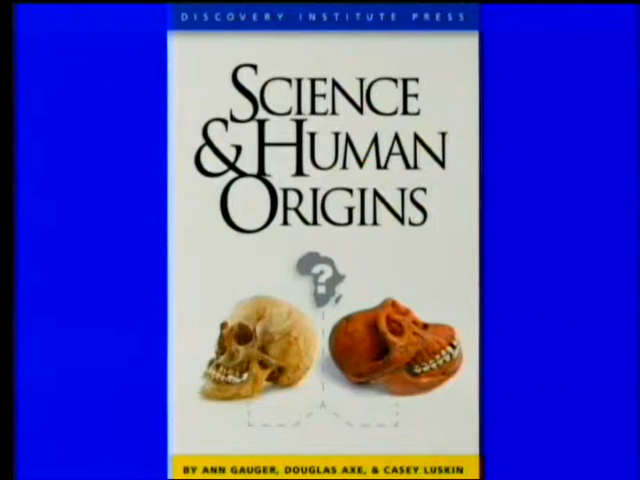 DISCOVERY INSTITUTE PRESS
SCIENCE
& HUMAN
ORIGINS
?
BY ANN GAUGER, DOUGLAS AXE, & CASEY LUSKIN